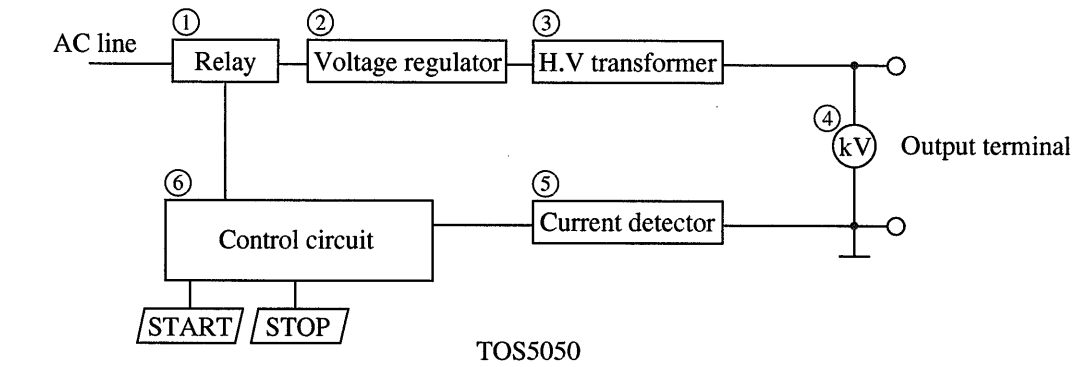 ① ② ③
AC line
Relay
Voltage regulator
H.V transformer
④
kV
Output terminal
⑥ ⑤
Control circuit
Current detector
START
STOP
TOS5050